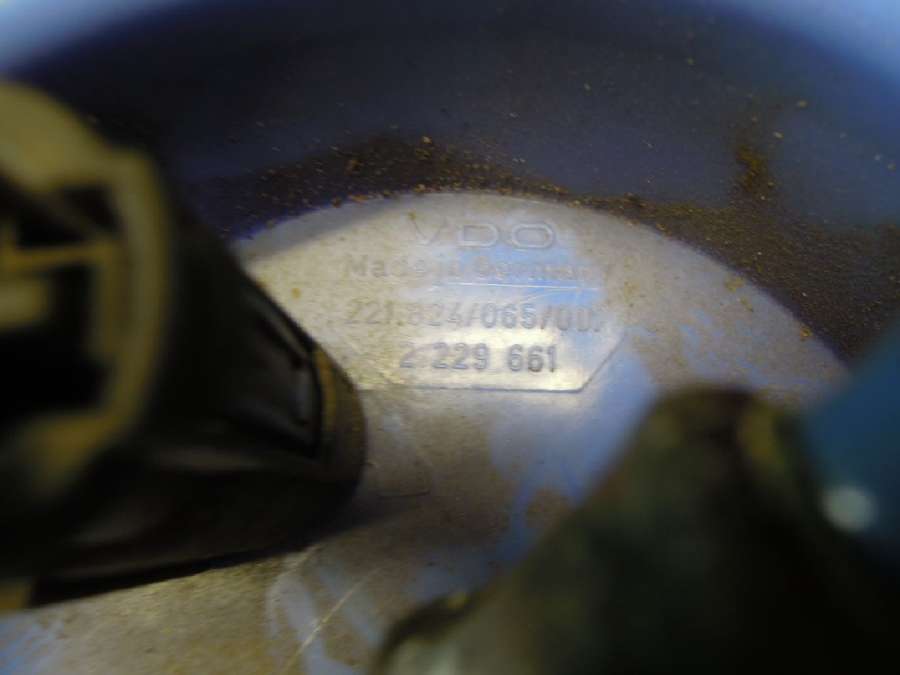 VDO
Made in Germany
221.824/065/00.
2 229 661